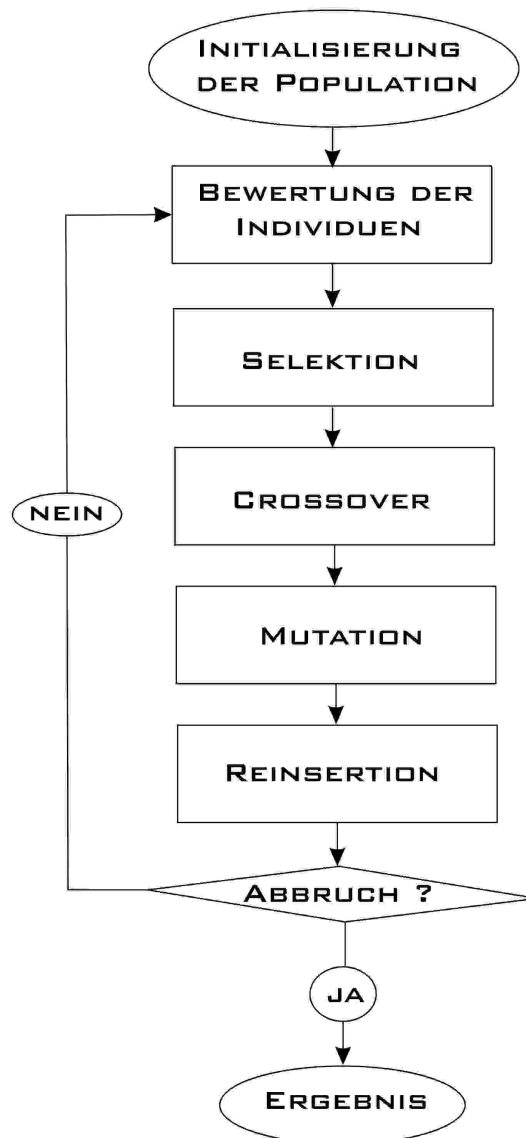 Initialisierung
der Population
Bewertung der
Individuen
Selektion
Crossover
nein
Mutation
Reinsertion
Abbruch ?
ja
Ergebnis